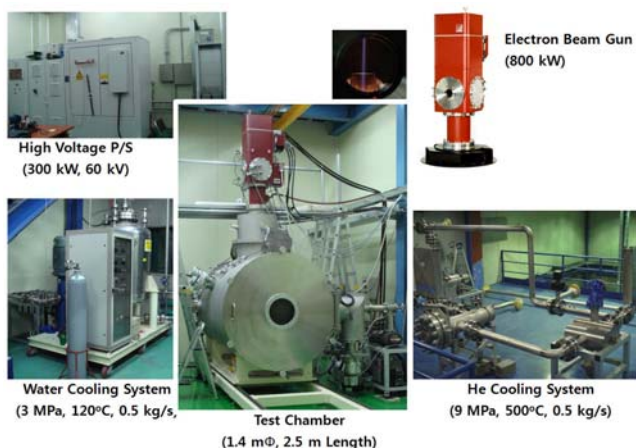 Electron Beam Gun
(800 kW)
High Voltage P/S
(300 kW, 60 kV)
Water Cooling System
(3 MPa, 120°C, 0.5 kg/s,
Test Chamber
(1.4 mΦ, 2.5 m Length)
He Cooling System
(9 MPa, 500°C, 0.5 kg/s)